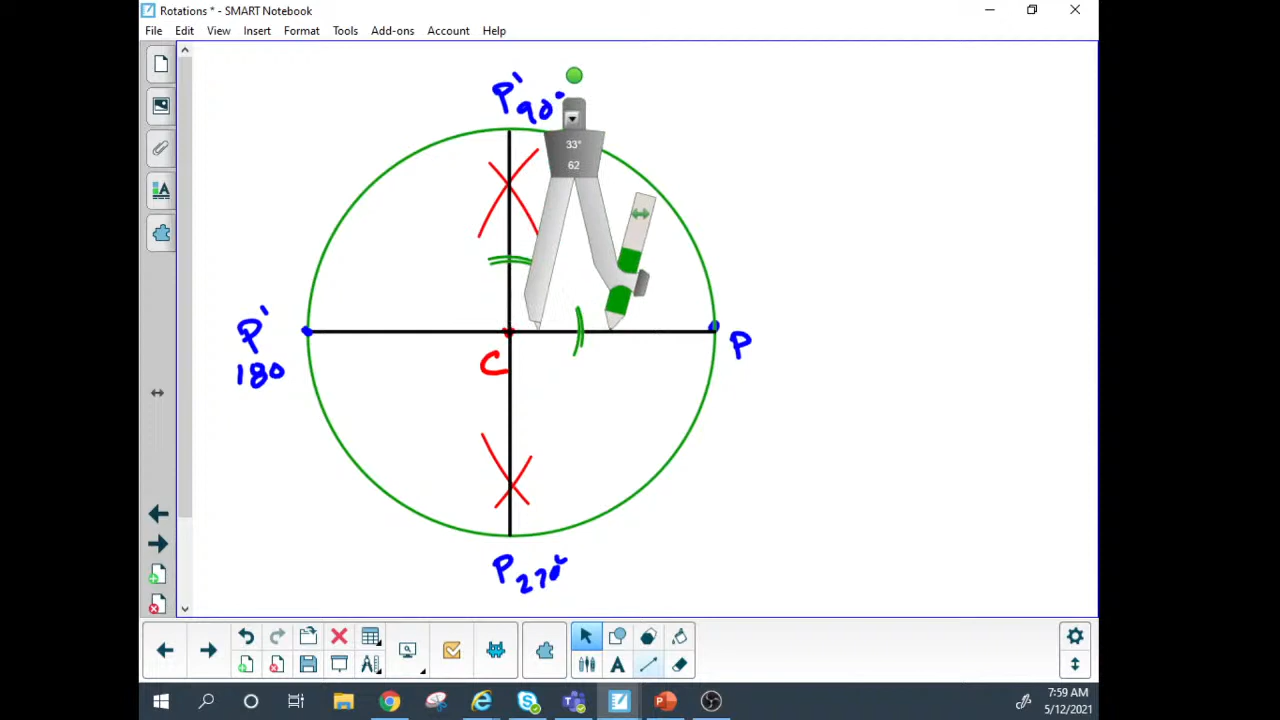 Rotations * - SMART Notebook
File Edit View Insert Format Tools Add-ons Account Help
P' 90°
33°
62
P'
180
C
P
P 270°
A
7:59 AM
5/12/2021